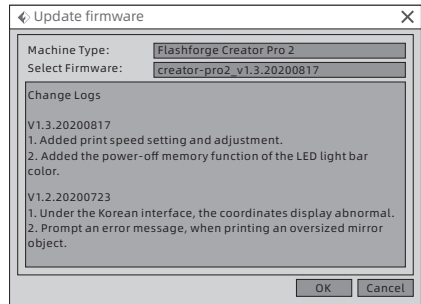 Update firmware
Machine Type: Flashforge Creator Pro 2
Select Firmware: creator-pro2_v1.3.20200817
Change Logs
V1.3.20200817
1. Added print speed setting and adjustment.
2. Added the power-off memory function of the LED light bar
color.
V1.2.20200723
1. Under the Korean interface, the coordinates display abnormal.
2. Prompt an error message, when printing an oversized mirror
object.
OK Cancel